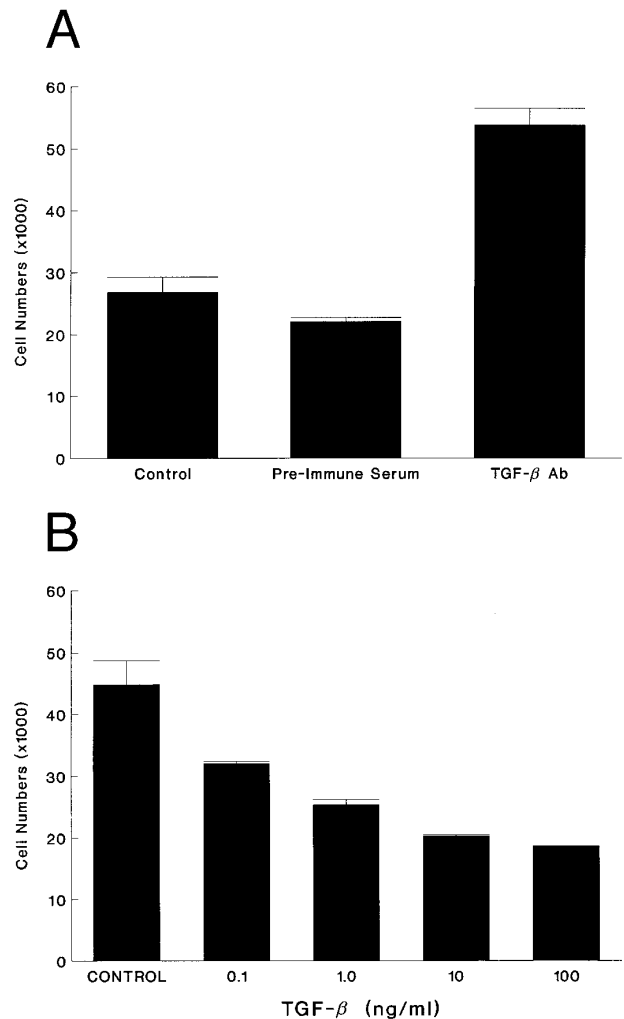 A
60
50
40
30
20
10
0
Cell Numbers (x1000)
Control Pre-Immune Serum TGF-β Ab
B
60
50
40
30
20
10
0
Cell Numbers (x1000)
CONTROL 0.1 1.0 10 100
TGF-β (ng/ml)